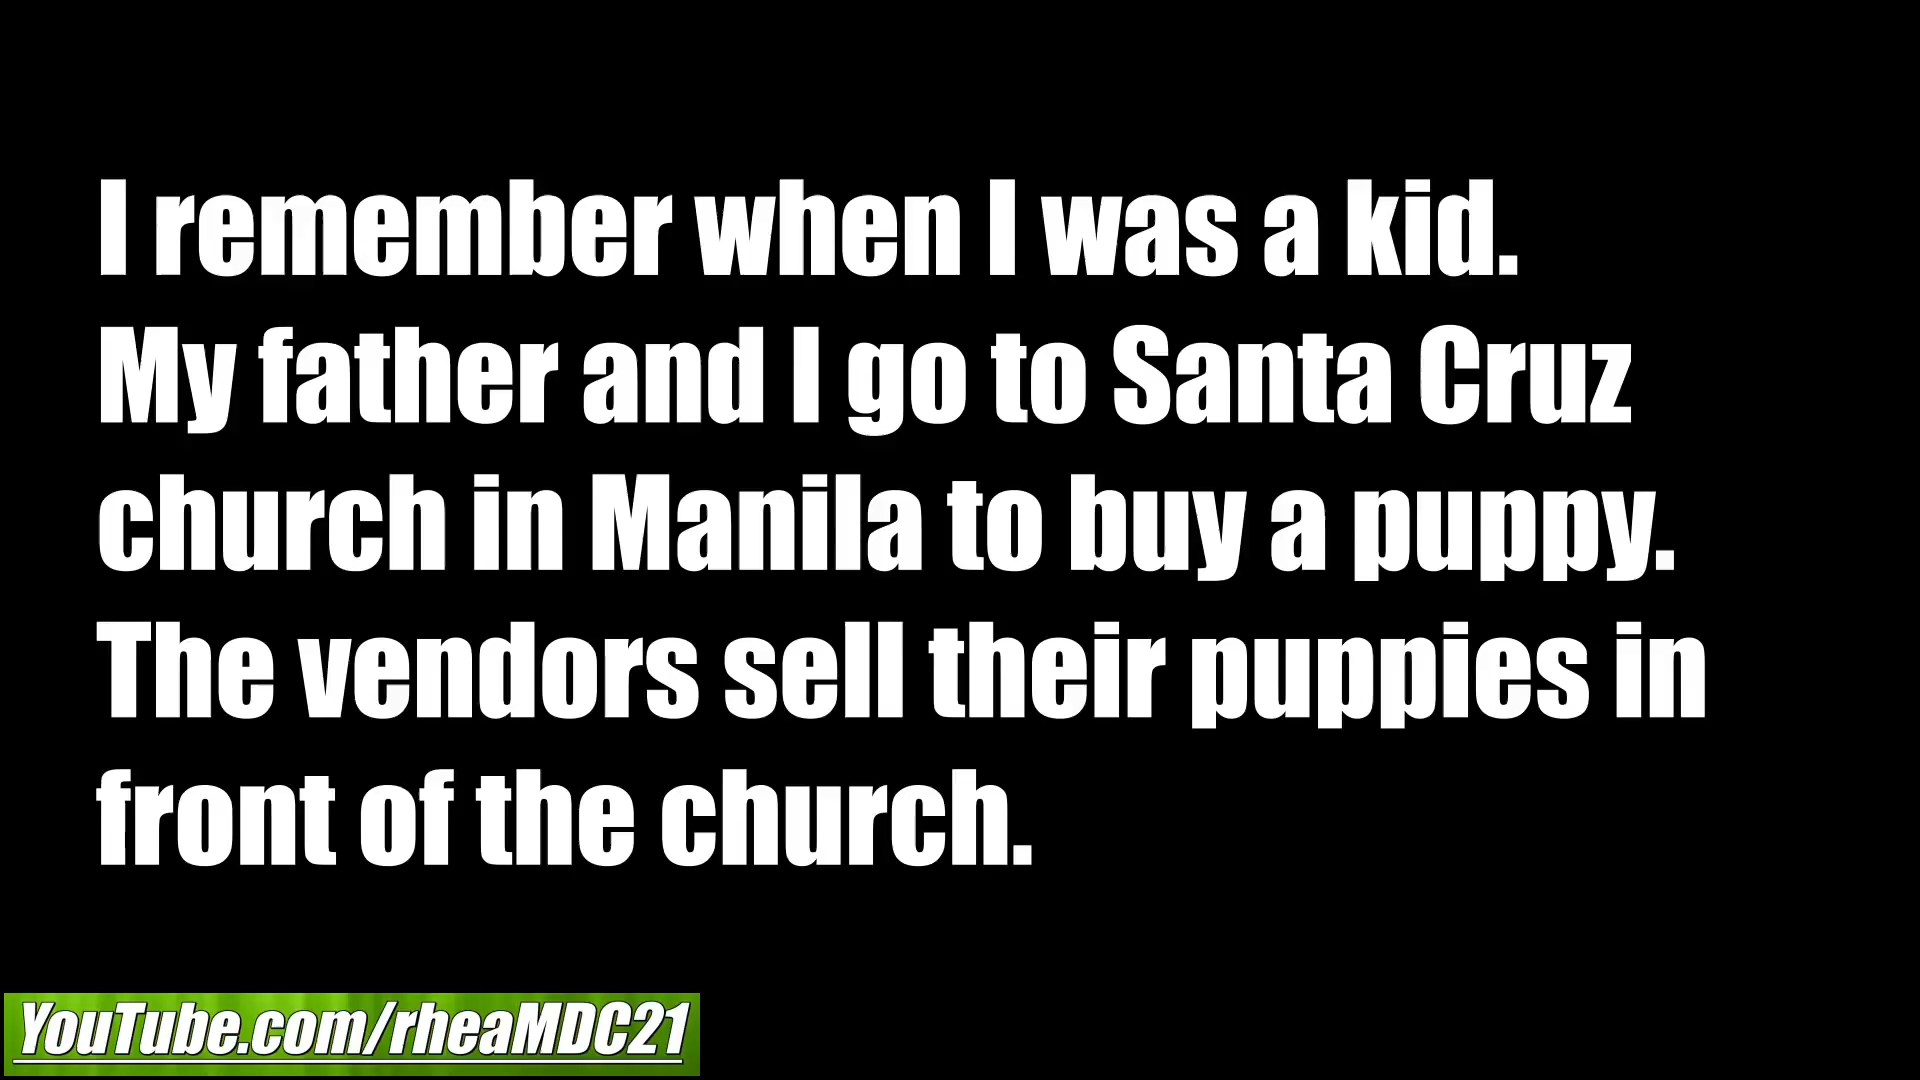 I remember when I was a kid.
My father and I go to Santa Cruz
church in Manila to buy a puppy.
The vendors sell their puppies in
front of the church.
YouTube.com/rheaMDC21